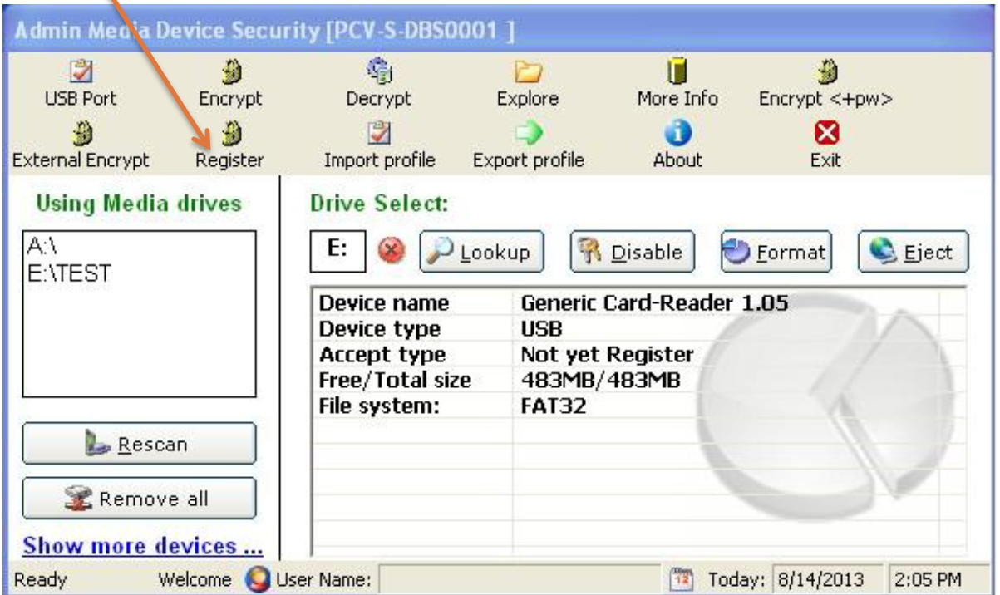 Admin Media Device Security [PCV-S-DBS0001 ]
USB Port Encrypt Decrypt Explore More Info Encrypt <+pw>
External Encrypt Register Import profile Export profile About Exit
Using Media drives
A:\
E:\TEST
Rescan
Remove all
Show more devices ...
Drive Select:
E: Lookup Disable Format Eject
Device name Generic Card-Reader 1.05
Device type USB
Accept type Not yet Register
Free/Total size 483MB/483MB
File system: FAT32
Ready Welcome User Name: 12 Today: 8/14/2013 2:05 PM